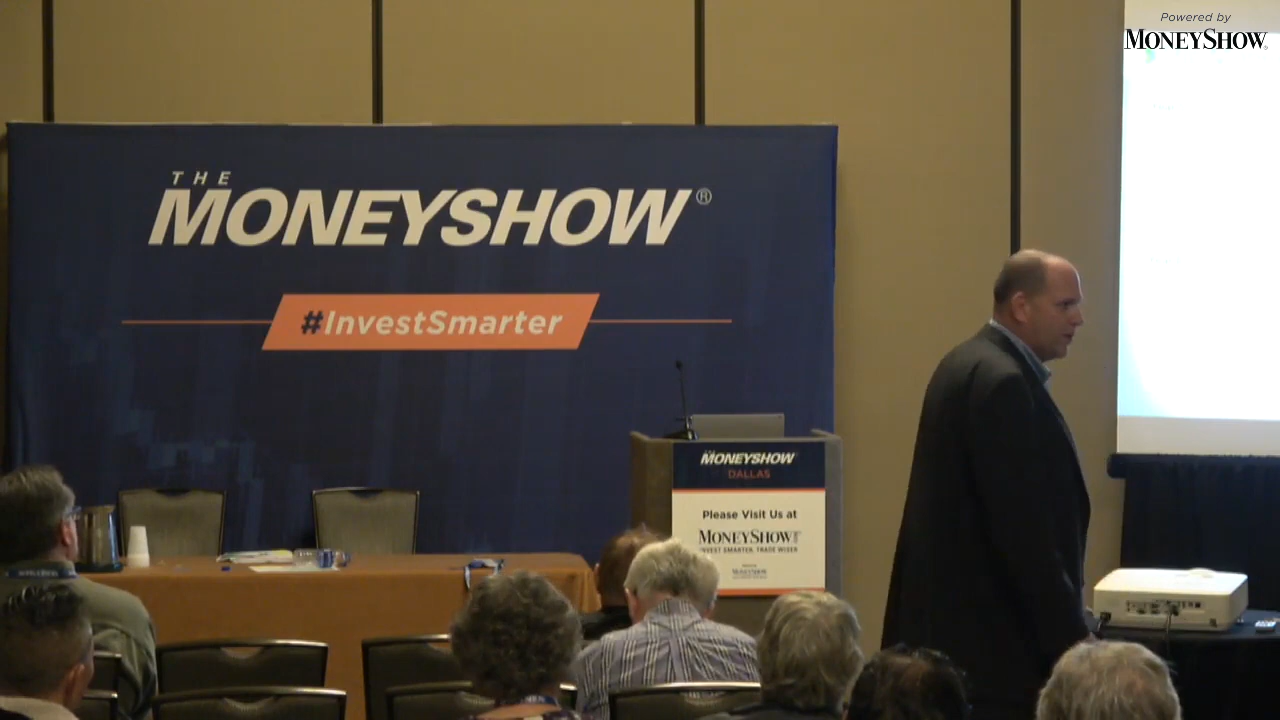 Powered by
MONEYSHOW
THE
MONEYSHOW®
#InvestSmarter
MONEYSHOW
DALLAS
Please Visit Us at
MONEYSHOW
INVEST SMARTER. TRADE WISER